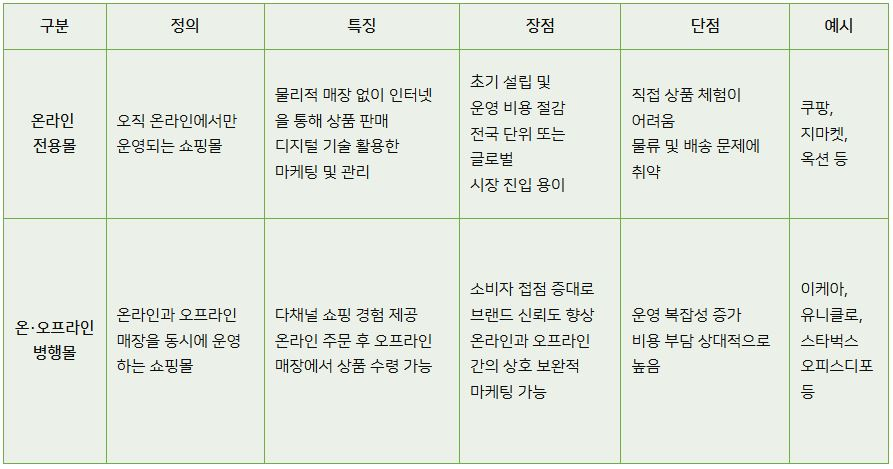 구분
정의
특징
장점
단점
예시
온라인
전용몰
오직 온라인에서만
운영되는 쇼핑몰
물리적 매장 없이 인터넷
을 통해 상품 판매
디지털 기술 활용한
마케팅 및 관리
초기 설립 및
운영 비용 절감
전국 단위 또는
글로벌
시장 진입 용이
직접 상품 체험이
어려움
물류 및 배송 문제에
취약
쿠팡,
지마켓,
옥션 등
온·오프라인
병행몰
온라인과 오프라인
매장을 동시에 운영
하는 쇼핑몰
다채널 쇼핑 경험 제공
온라인 주문 후 오프라인
매장에서 상품 수령 가능
소비자 접점 증대로
브랜드 신뢰도 향상
온라인과 오프라인
간의 상호 보완적
마케팅 가능
운영 복잡성 증가
비용 부담 상대적으로
높음
이케아,
유니클로,
스타벅스
오피스디포
등